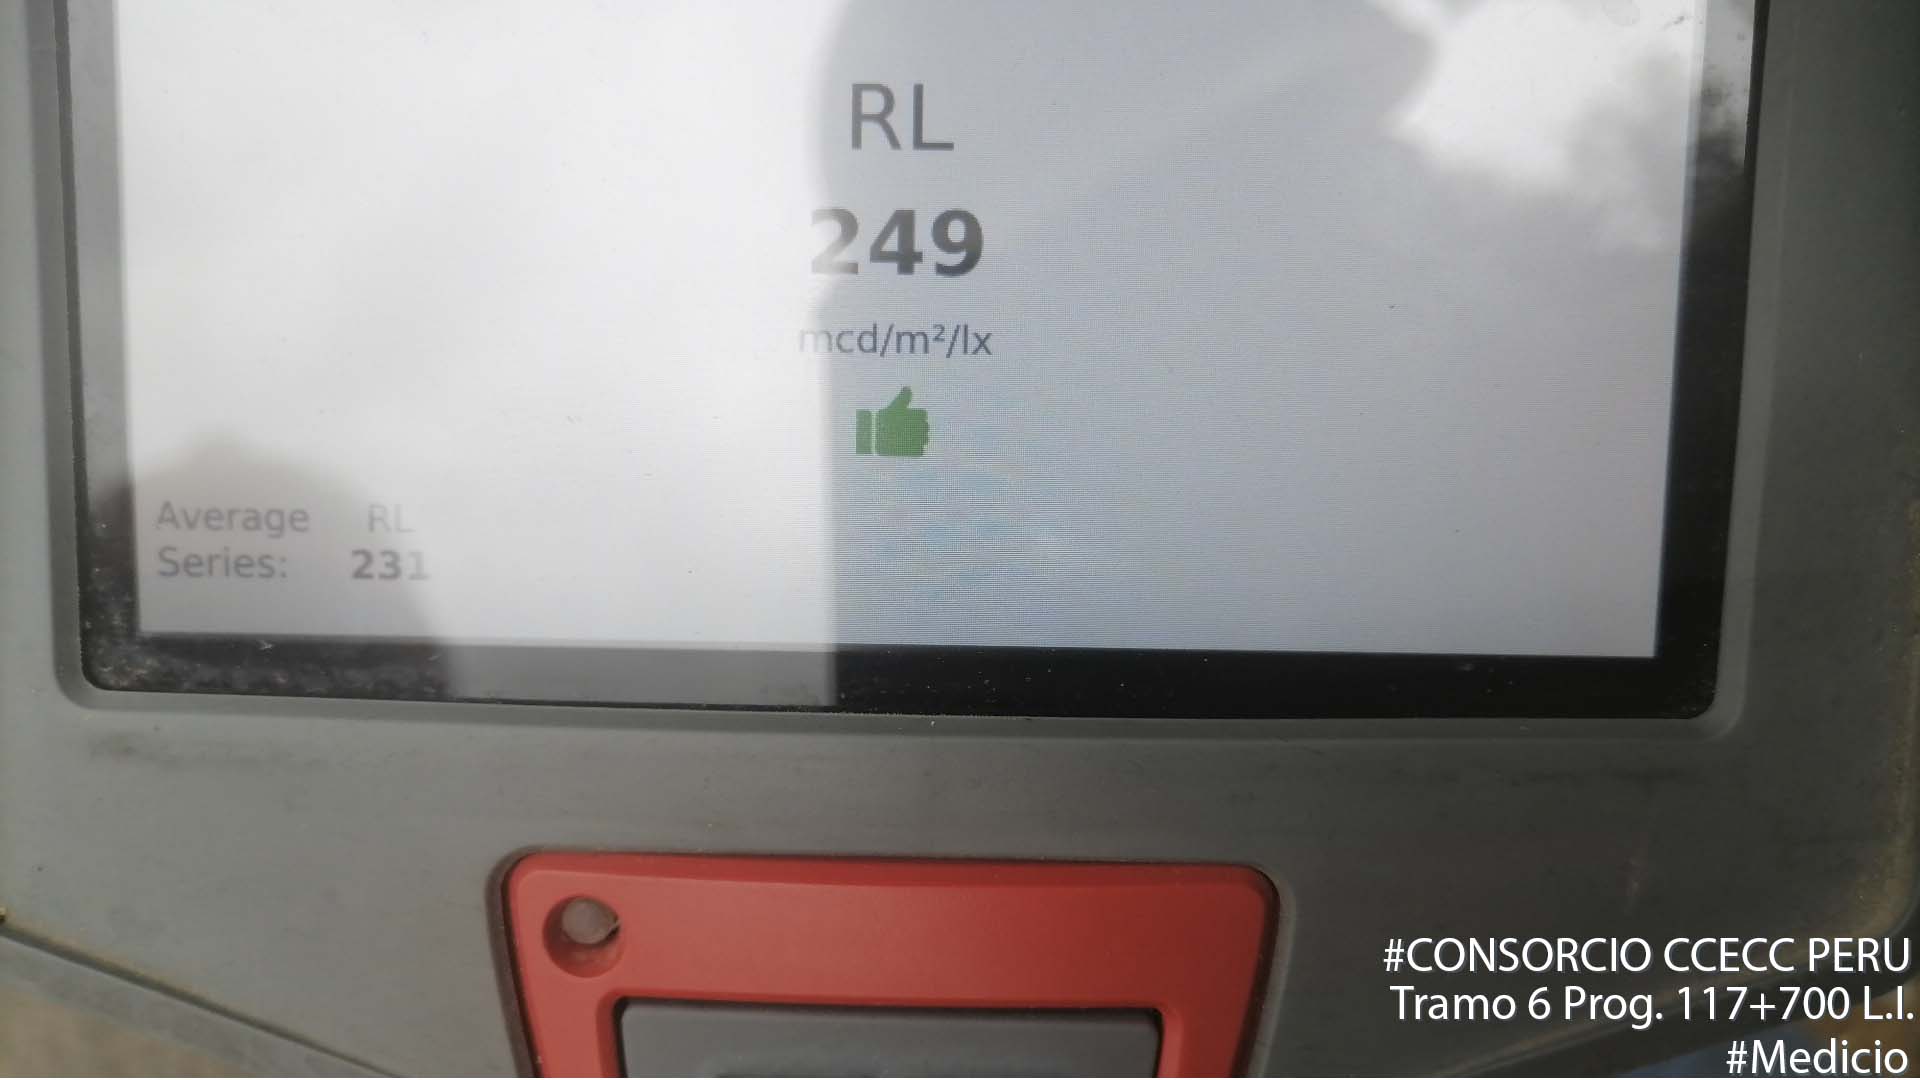 RL
249
mcd/m²/lx
Average RL
Series: 231
#CONSORCIO CCECC PERU
Tramo 6 Prog. 117+700 L.I.
#Medicio